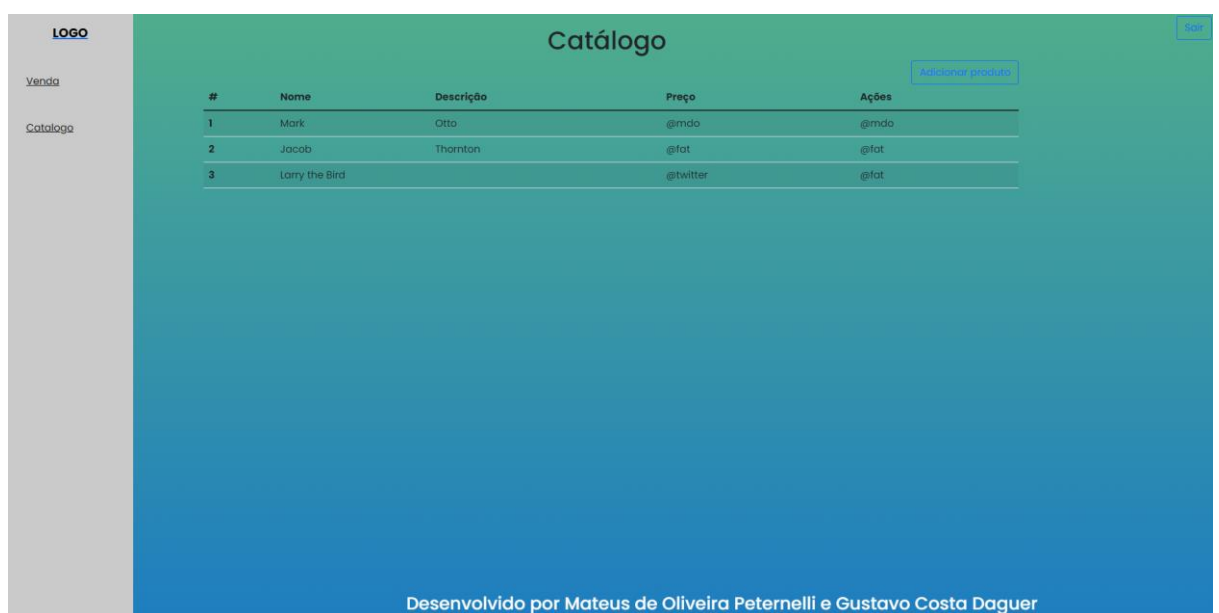 LOGO
Sair
Catálogo
Adicionar produto
Venda
Catalogo
# Nome Descrição Preço Ações
1 Mark Otto @mdo @mdo
2 Jacob Thornton @fat @fat
3 Larry the Bird @twitter @fat
Desenvolvido por Mateus de Oliveira Peternelli e Gustavo Costa Daguer